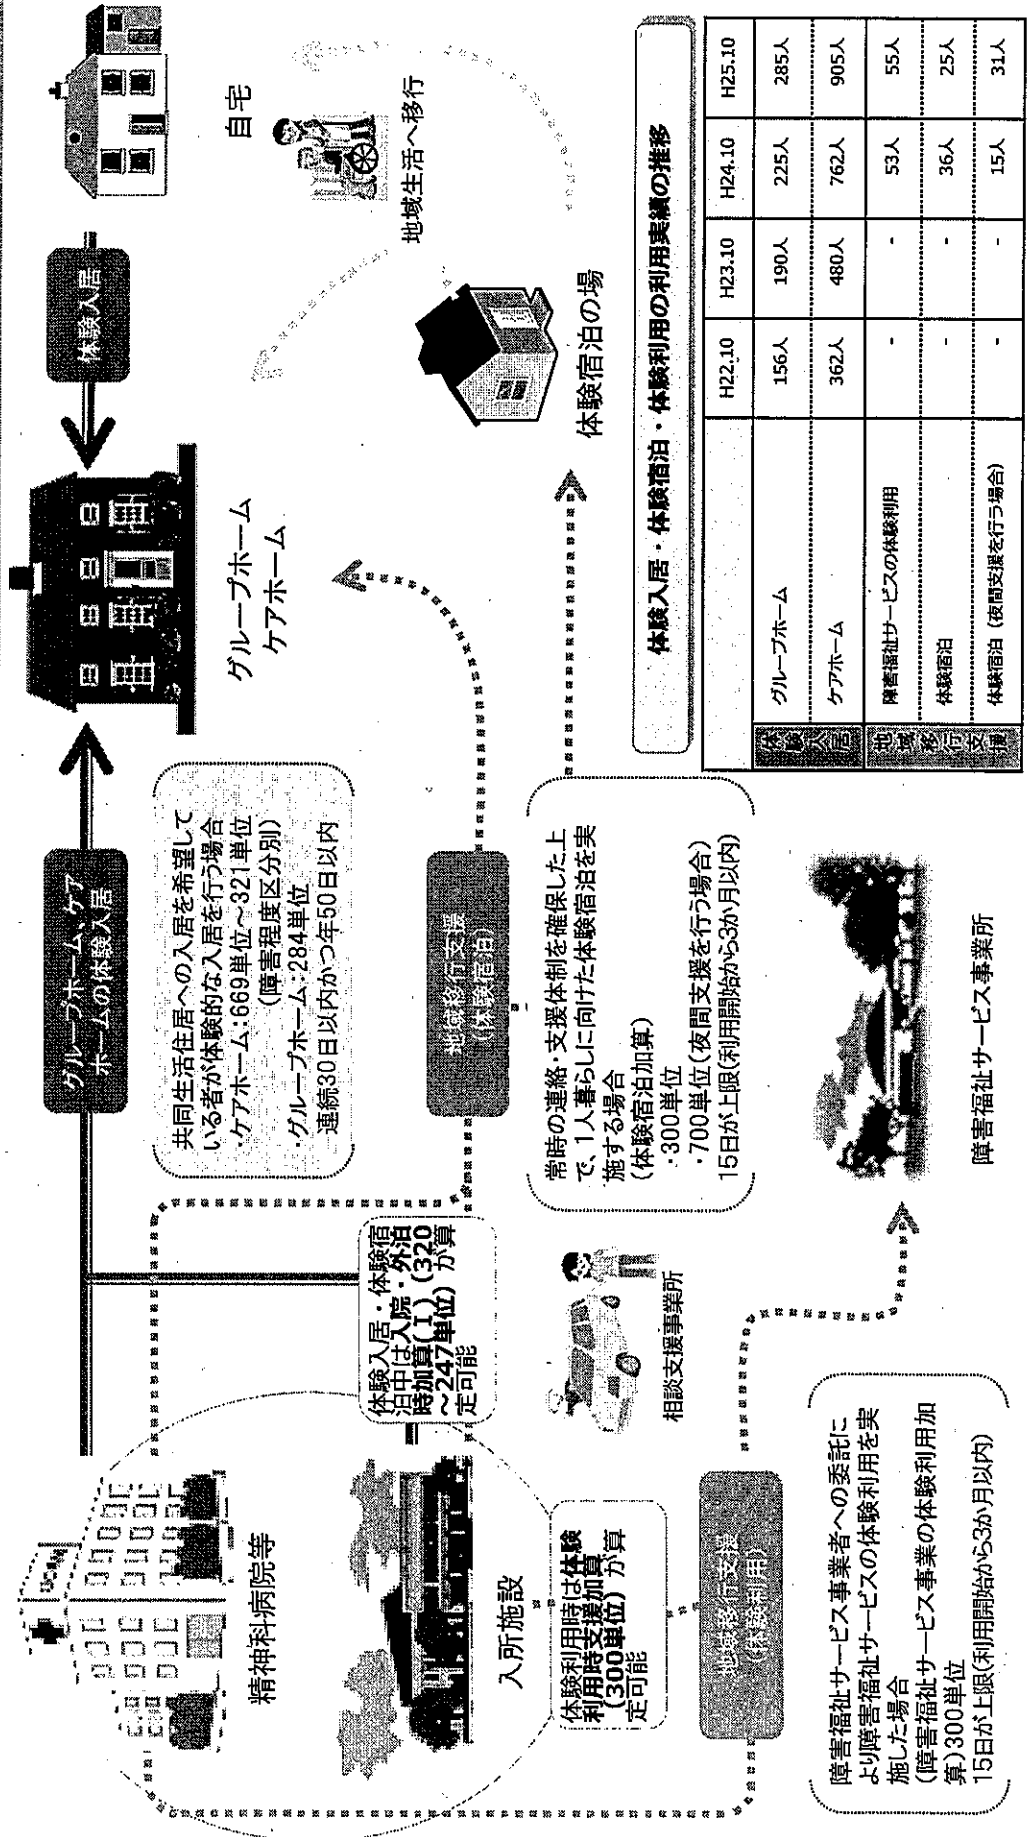 精神科病院等
入所施設
体験利用時は体験
利用時支援加算
(300単位) が算
定可能
体験入居・体験宿
泊中は入院・外泊
時加算(Ⅰ) (320
~247単位) が算
定可能
グループホーム、ケア
ホームの体験入居
共同生活住居への入居を希望して
いる者が体験的な入居を行う場合
・ケアホーム:669単位~321単位
(障害程度区分別)
・グループホーム:284単位
連続30日以内かつ年50日以内
グループホーム
ケアホーム
体験入居
自宅
地域生活へ移行
地域移行支援
(体験宿泊)
常時の連絡・支援体制を確保した上
で、1人暮らしに向けた体験宿泊を実
施する場合
(体験宿泊加算)
・300単位
・700単位(夜間支援を行う場合)
15日が上限(利用開始から3か月以内)
体験宿泊の場
相談支援事業所
地域移行支援
(体験利用)
障害福祉サービス事業者への委託に
より障害福祉サービスの体験利用を実
施した場合
(障害福祉サービス事業の体験利用加
算)300単位
15日が上限(利用開始から3か月以内)
障害福祉サービス事業所
体験入居・体験宿泊・体験利用の利用実績の推移
H22.10 H23.10 H24.10 H25.10
体験入居 グループホーム 156人 190人 225人 285人
ケアホーム 362人 480人 762人 905人
地域移行支援 障害福祉サービスの体験利用 - - 53人 55人
体験宿泊 - - 36人 25人
体験宿泊 (夜間支援を行う場合) - - 15人 31人